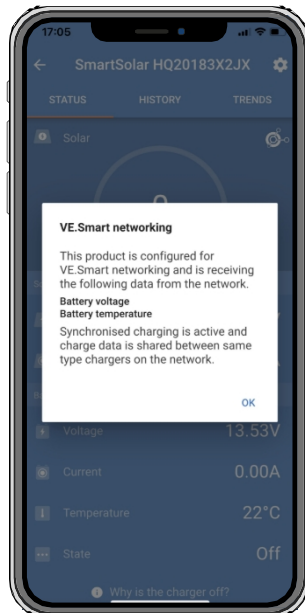 17:05
SmartSolar HQ20183X2JX
STATUS HISTORY TRENDS
Solar
VE.Smart networking
This product is configured for
VE.Smart networking and is receiving
the following data from the network.
Battery voltage
Battery temperature
Synchronised charging is active and
charge data is shared between same
type chargers on the network.
OK
Voltage 13.53V
Current 0.00A
Temperature 22°C
State Off
Why is the charger off?